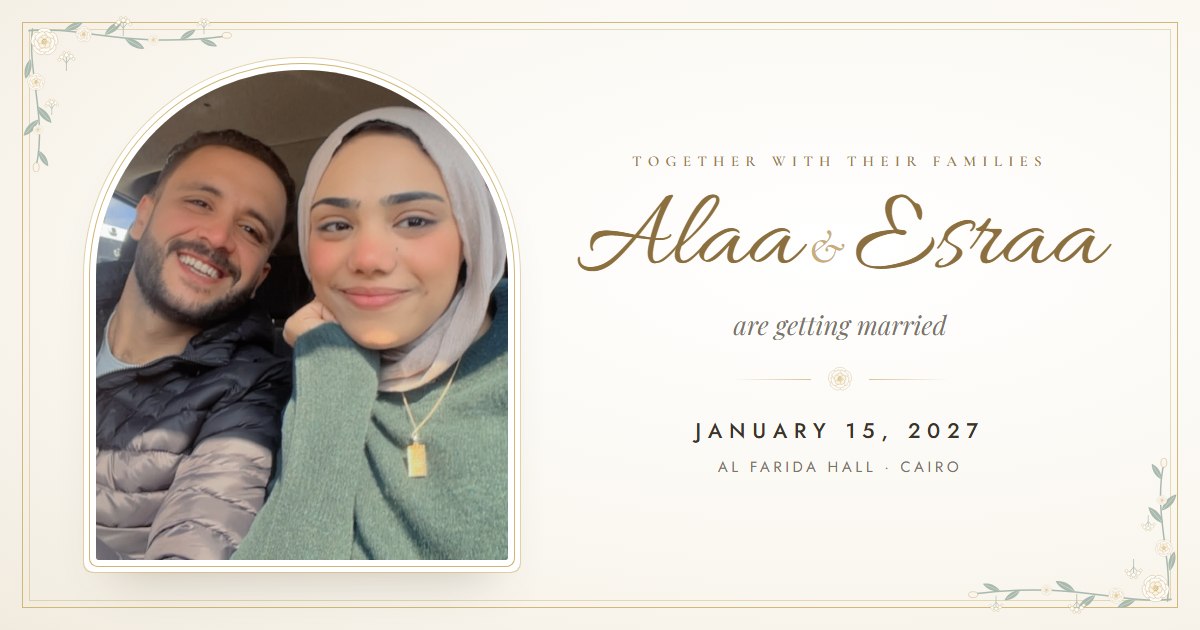 TOGETHER WITH THEIR FAMILIES
Alaa & Esraa
are getting married
JANUARY 15, 2027
AL FARIDA HALL · CAIRO